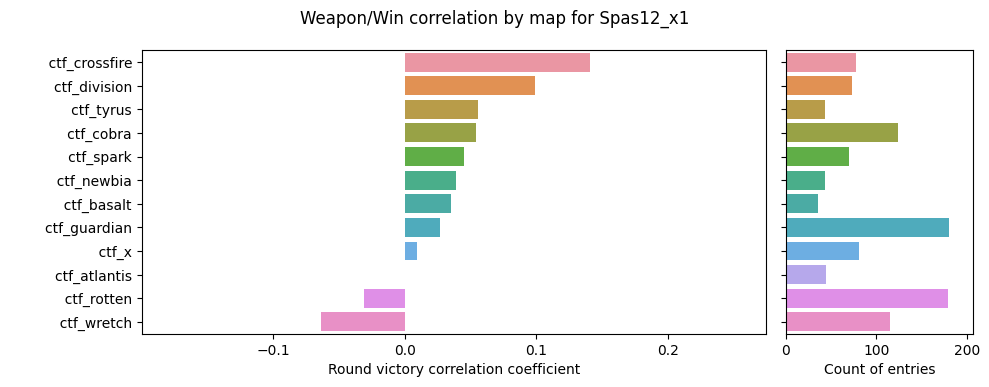 Weapon/Win correlation by map for Spas12_x1
ctf_crossfire
ctf_division
ctf_tyrus
ctf_cobra
ctf_spark
ctf_newbia
ctf_basalt
ctf_guardian
ctf_x
ctf_atlantis
ctf_rotten
ctf_wretch
−0.1 0.0 0.1 0.2
Round victory correlation coefficient
0 100 200
Count of entries